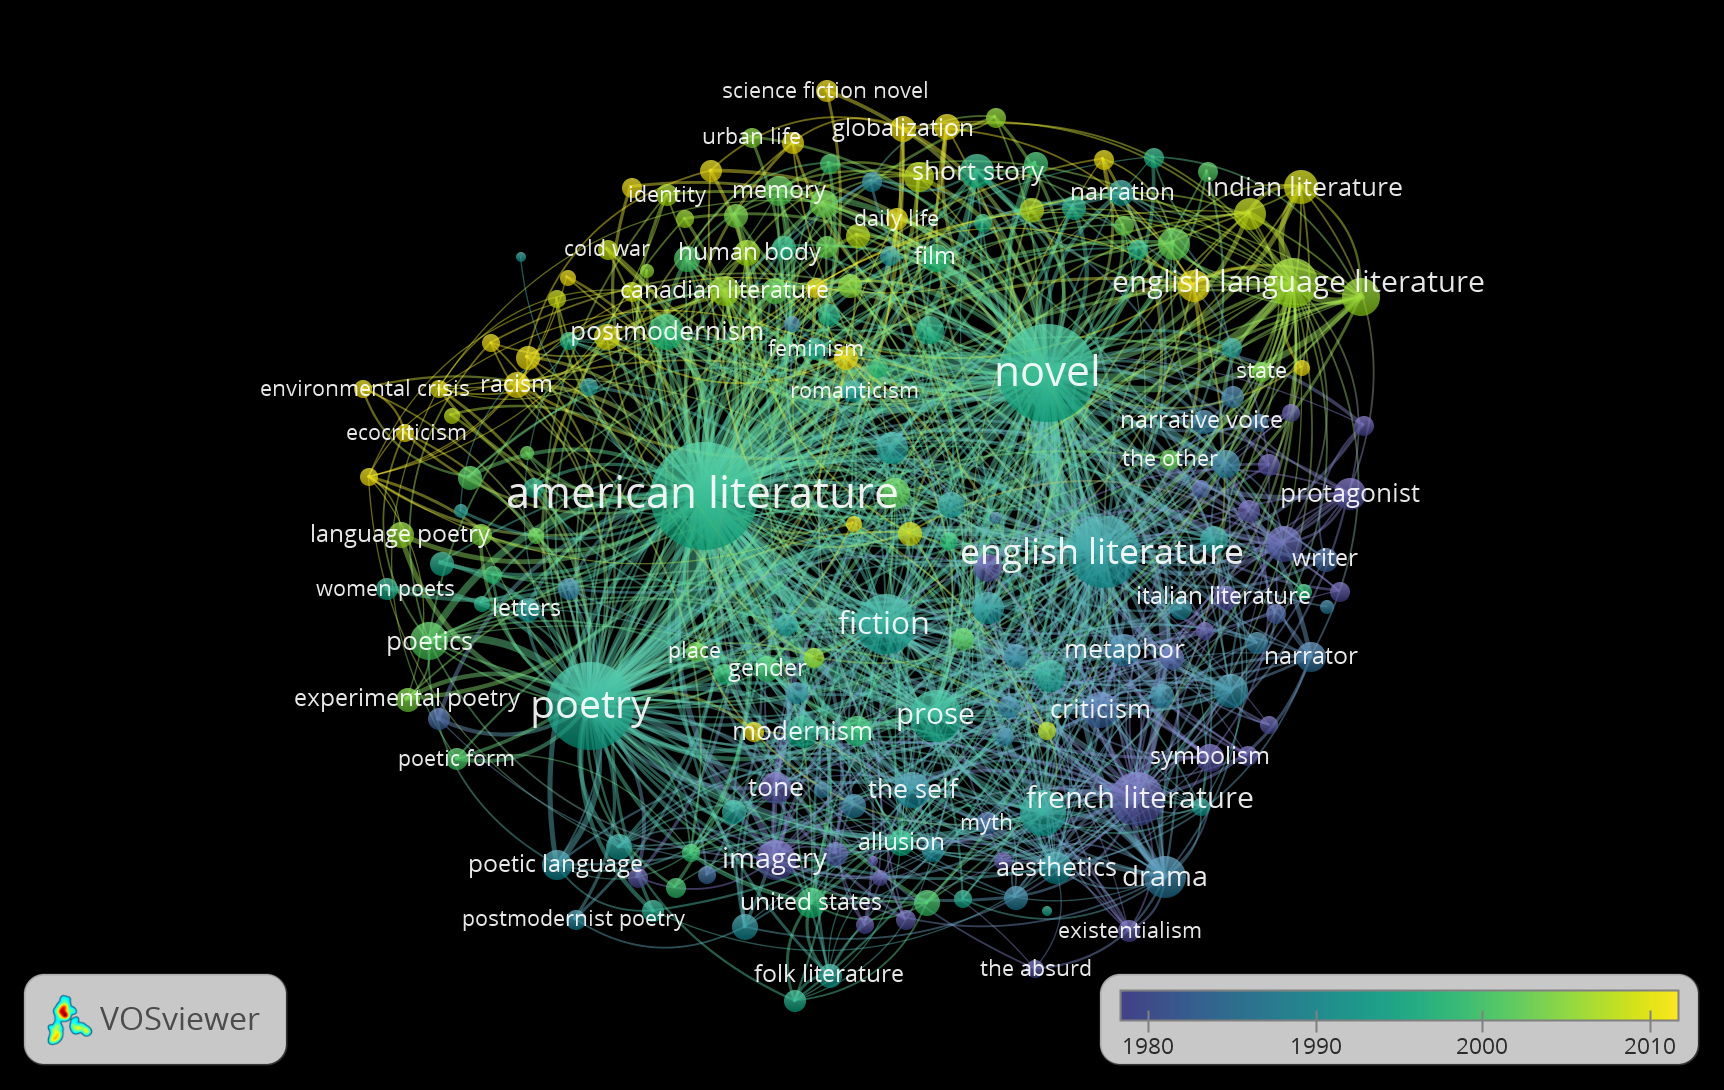 science fiction novel
globalization
urban life
short story
indian literature
identity
memory
narration
daily life
cold war
human body
film
canadian literature
english language literature
postmodernism
feminism
novel
state
environmental crisis
racism
romanticism
narrative voice
ecocriticism
the other
american literature
protagonist
language poetry
english literature
writer
women poets
letters
italian literature
fiction
poetics
place
gender
metaphor
narrator
experimental poetry
poetry
prose
criticism
modernism
poetic form
symbolism
tone
the self
french literature
myth
allusion
poetic language
imagery
aesthetics
drama
united states
postmodernist poetry
existentialism
folk literature
the absurd
VOSviewer
1980 1990 2000 2010